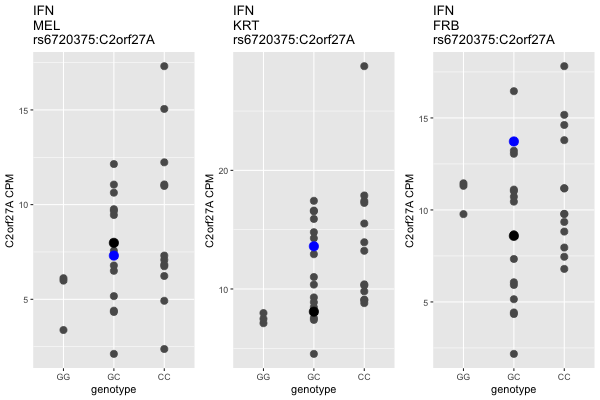 IFN
MEL
rs6720375:C2orf27A
C2orf27A CPM
15
10
5
GG GC CC
genotype
IFN
KRT
rs6720375:C2orf27A
C2orf27A CPM
20
10
GG GC CC
genotype
IFN
FRB
rs6720375:C2orf27A
C2orf27A CPM
15
10
5
GG GC CC
genotype